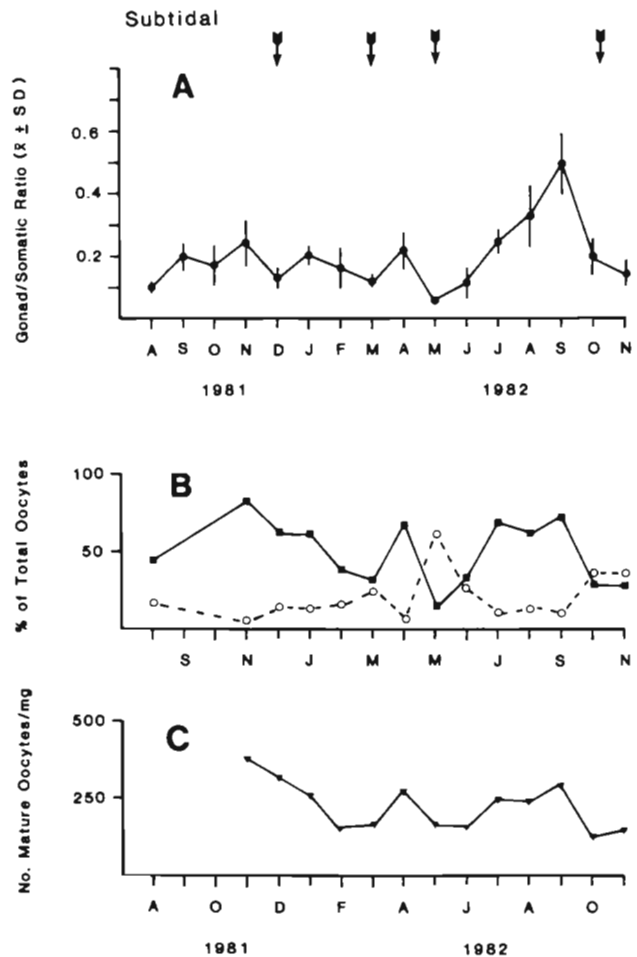 Subtidal
A
Gonad/Somatic Ratio (x̄ ± SD)
0.6
0.4
0.2
A S O N D J F M A M J J A S O N
1981 1982
B
% of Total Oocytes
100
50
S N J M M J S N
C
No. Mature Oocytes/mg
500
250
A O D F A J A O
1981 1982